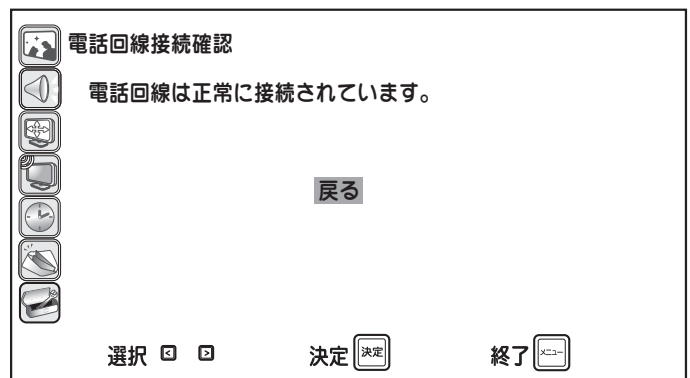 電話回線接続確認
電話回線は正常に接続されています。
戻る
選択 決定 決定 終了 メニュー